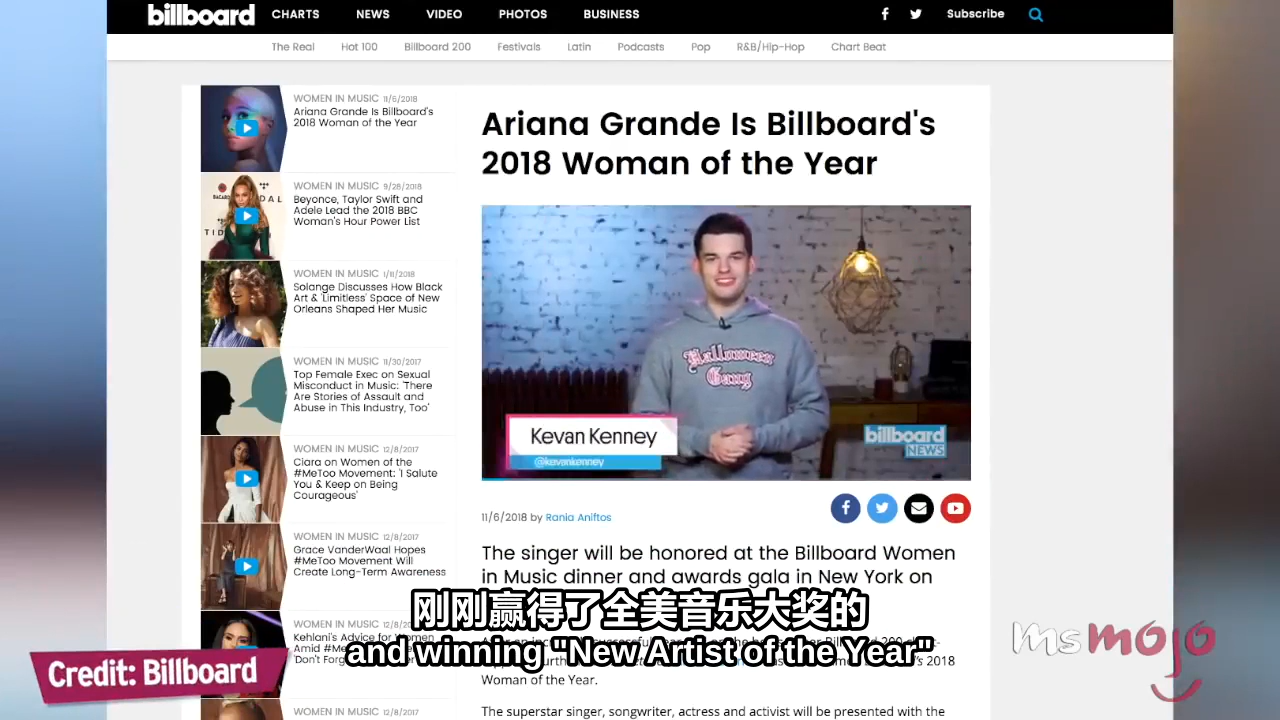 billboard
CHARTS NEWS VIDEO PHOTOS BUSINESS Subscribe
The Real Hot 100 Billboard 200 Festivals Latin Podcasts Pop R&B/Hip-Hop Chart Beat
WOMEN IN MUSIC 11/6/2018
Ariana Grande Is Billboard's
2018 Woman of the Year
WOMEN IN MUSIC 9/28/2018
Beyonce, Taylor Swift and
Adele Lead the 2018 BBC
Woman's Hour Power List
WOMEN IN MUSIC 1/11/2018
Solange Discusses How Black
Art & 'Limitless' Space of New
Orleans Shaped Her Music
WOMEN IN MUSIC 11/30/2017
Top Female Exec on Sexual
Misconduct in Music: 'There
Are Stories of Assault and
Abuse in This Industry, Too'
WOMEN IN MUSIC 12/8/2017
Ciara on Women of the
#MeToo Movement: 'I Salute
You & Keep on Being
Courageous'
WOMEN IN MUSIC 12/8/2017
Grace VanderWaal Hopes
#MeToo Movement Will
Create Long-Term Awareness
WOMEN IN MUSIC 12/8/2017
Kehlani's Advice for Women
Amid #Me
'Don't Forg
WOMEN IN MUSIC 12/8/2017
Ariana Grande Is Billboard's
2018 Woman of the Year
Halloween
Gang
Kevan Kenney
@kevankenney
billboard
NEWS
11/6/2018 by Rania Aniftos
The singer will be honored at the Billboard Women
in Music dinner and awards gala in New York on
2018
Woman of the Year.
The superstar singer, songwriter, actress and activist will be presented with the
刚刚赢得了全美音乐大奖的
and winning "New Artist of the Year"
Credit: Billboard
msmojo